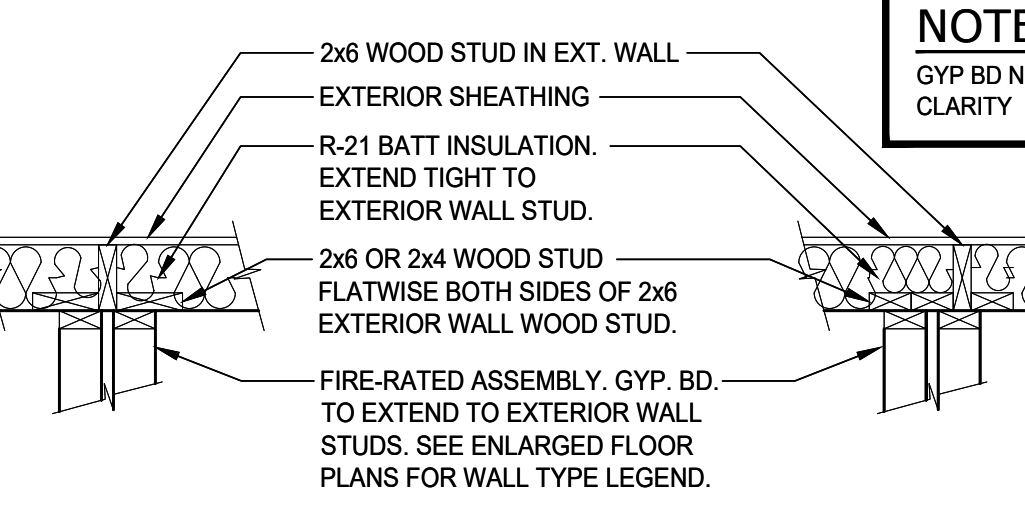 2x6 WOOD STUD IN EXT. WALL
EXTERIOR SHEATHING
R-21 BATT INSULATION.
EXTEND TIGHT TO
EXTERIOR WALL STUD.
2x6 OR 2x4 WOOD STUD
FLATWISE BOTH SIDES OF 2x6
EXTERIOR WALL WOOD STUD.
FIRE-RATED ASSEMBLY. GYP. BD.
TO EXTEND TO EXTERIOR WALL
STUDS. SEE ENLARGED FLOOR
PLANS FOR WALL TYPE LEGEND.
NOTE
GYP BD N
CLARITY